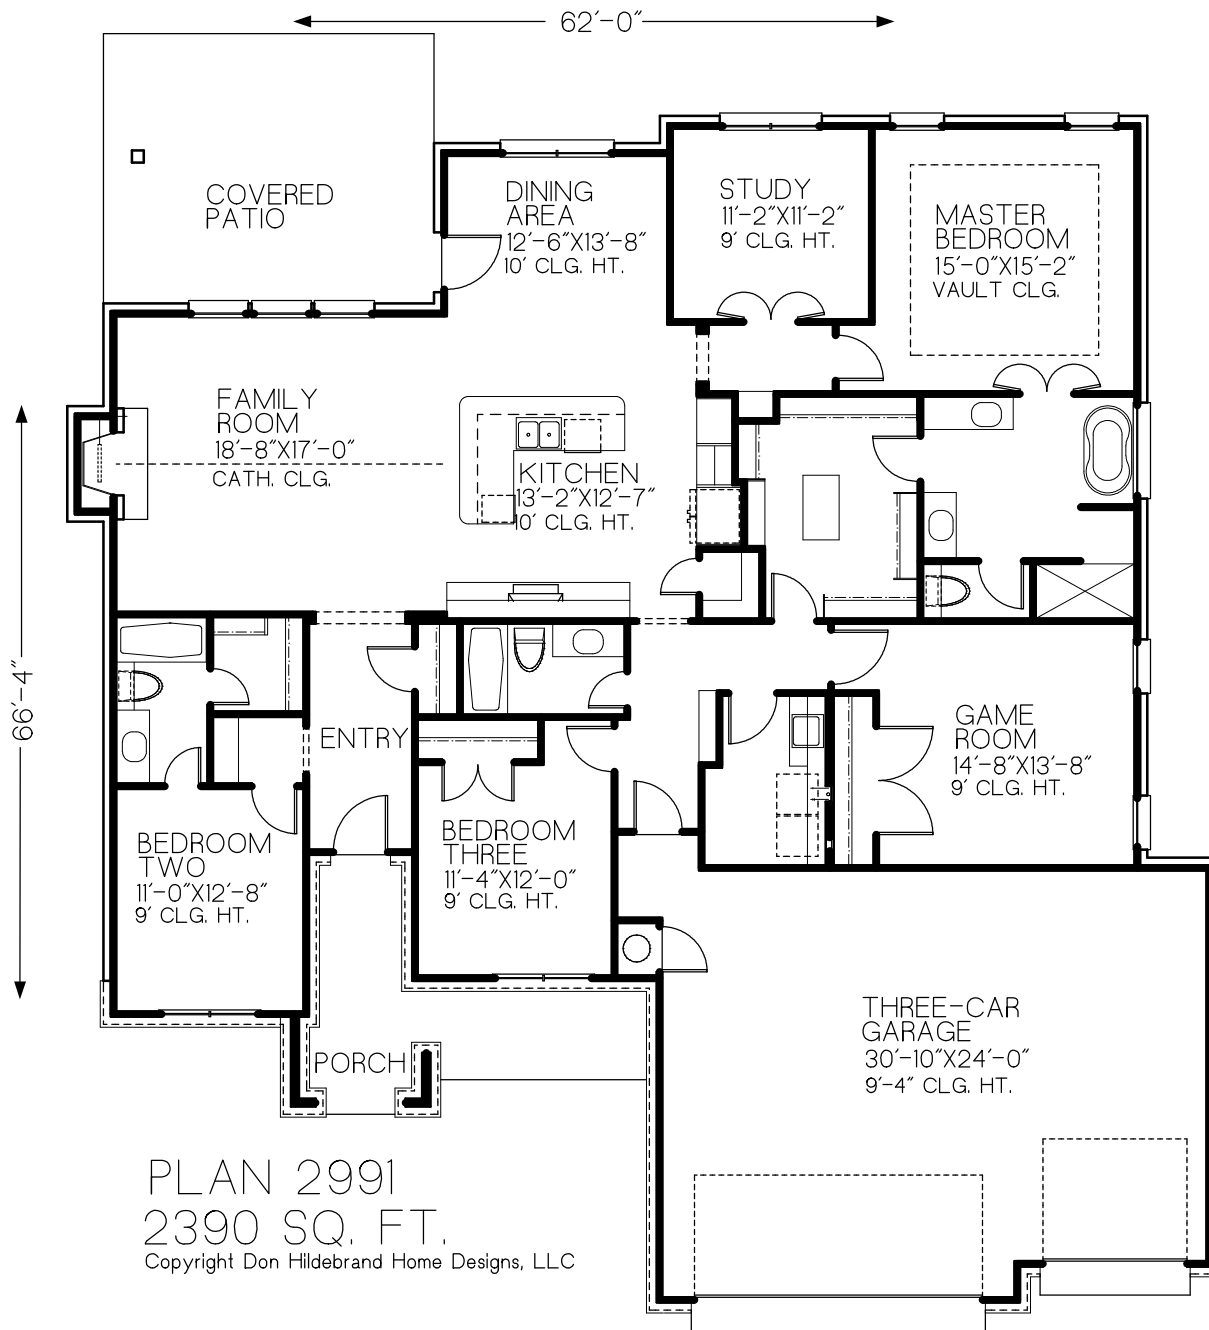 62'-0"
COVERED
PATIO
DINING
AREA
12'-6"X13'-8"
10' CLG. HT.
STUDY
11'-2"X11'-2"
9' CLG. HT.
MASTER
BEDROOM
15'-0"X15'-2"
VAULT CLG.
FAMILY
ROOM
18'-8"X17'-0"
CATH. CLG.
KITCHEN
13'-2"X12'-7"
10' CLG. HT.
66'-4"
ENTRY
GAME
ROOM
14'-8"X13'-8"
9' CLG. HT.
BEDROOM
TWO
11'-0"X12'-8"
9' CLG. HT.
BEDROOM
THREE
11'-4"X12'-0"
9' CLG. HT.
THREE-CAR
GARAGE
30'-10"X24'-0"
9'-4" CLG. HT.
PORCH
PLAN 2991
2390 SQ. FT.
Copyright Don Hildebrand Home Designs, LLC